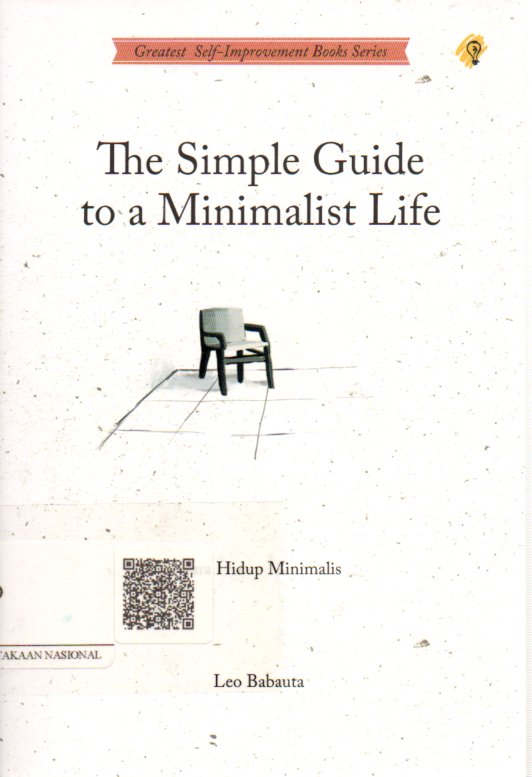 Greatest Self-Improvement Books Series
The Simple Guide
to a Minimalist Life
Hidup Minimalis
AKAAN NASIONAL
Leo Babauta